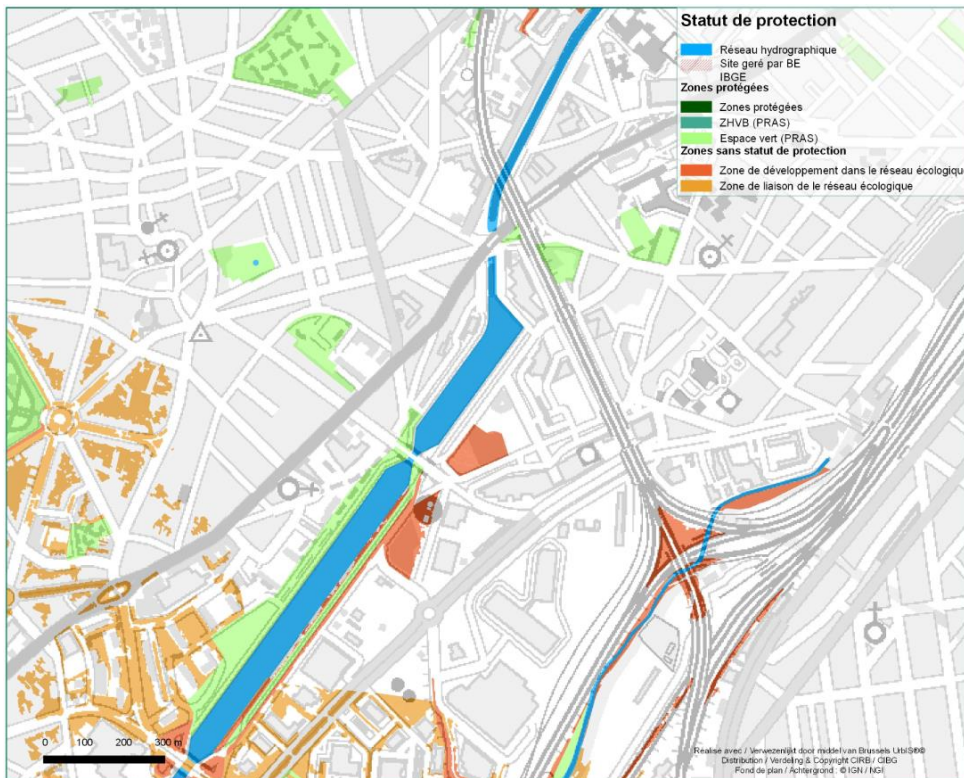 Statut de protection
Réseau hydrographique
Site geré par BE
IBGE
Zones protégées
Zones protégées
ZHVB (PRAS)
Espace vert (PRAS)
Zones sans statut de protection
Zone de développement dans le réseau écologique
Zone de liaison de le réseau écologique
0 100 200 300 m
Réalisé avec / Verwezenlijkt door middel van Brussels UrbIS®©
Distribution / Verdeling & Copyright CIRB / CIBG
Fond de plan / Achtergrond : © IGN / NGI